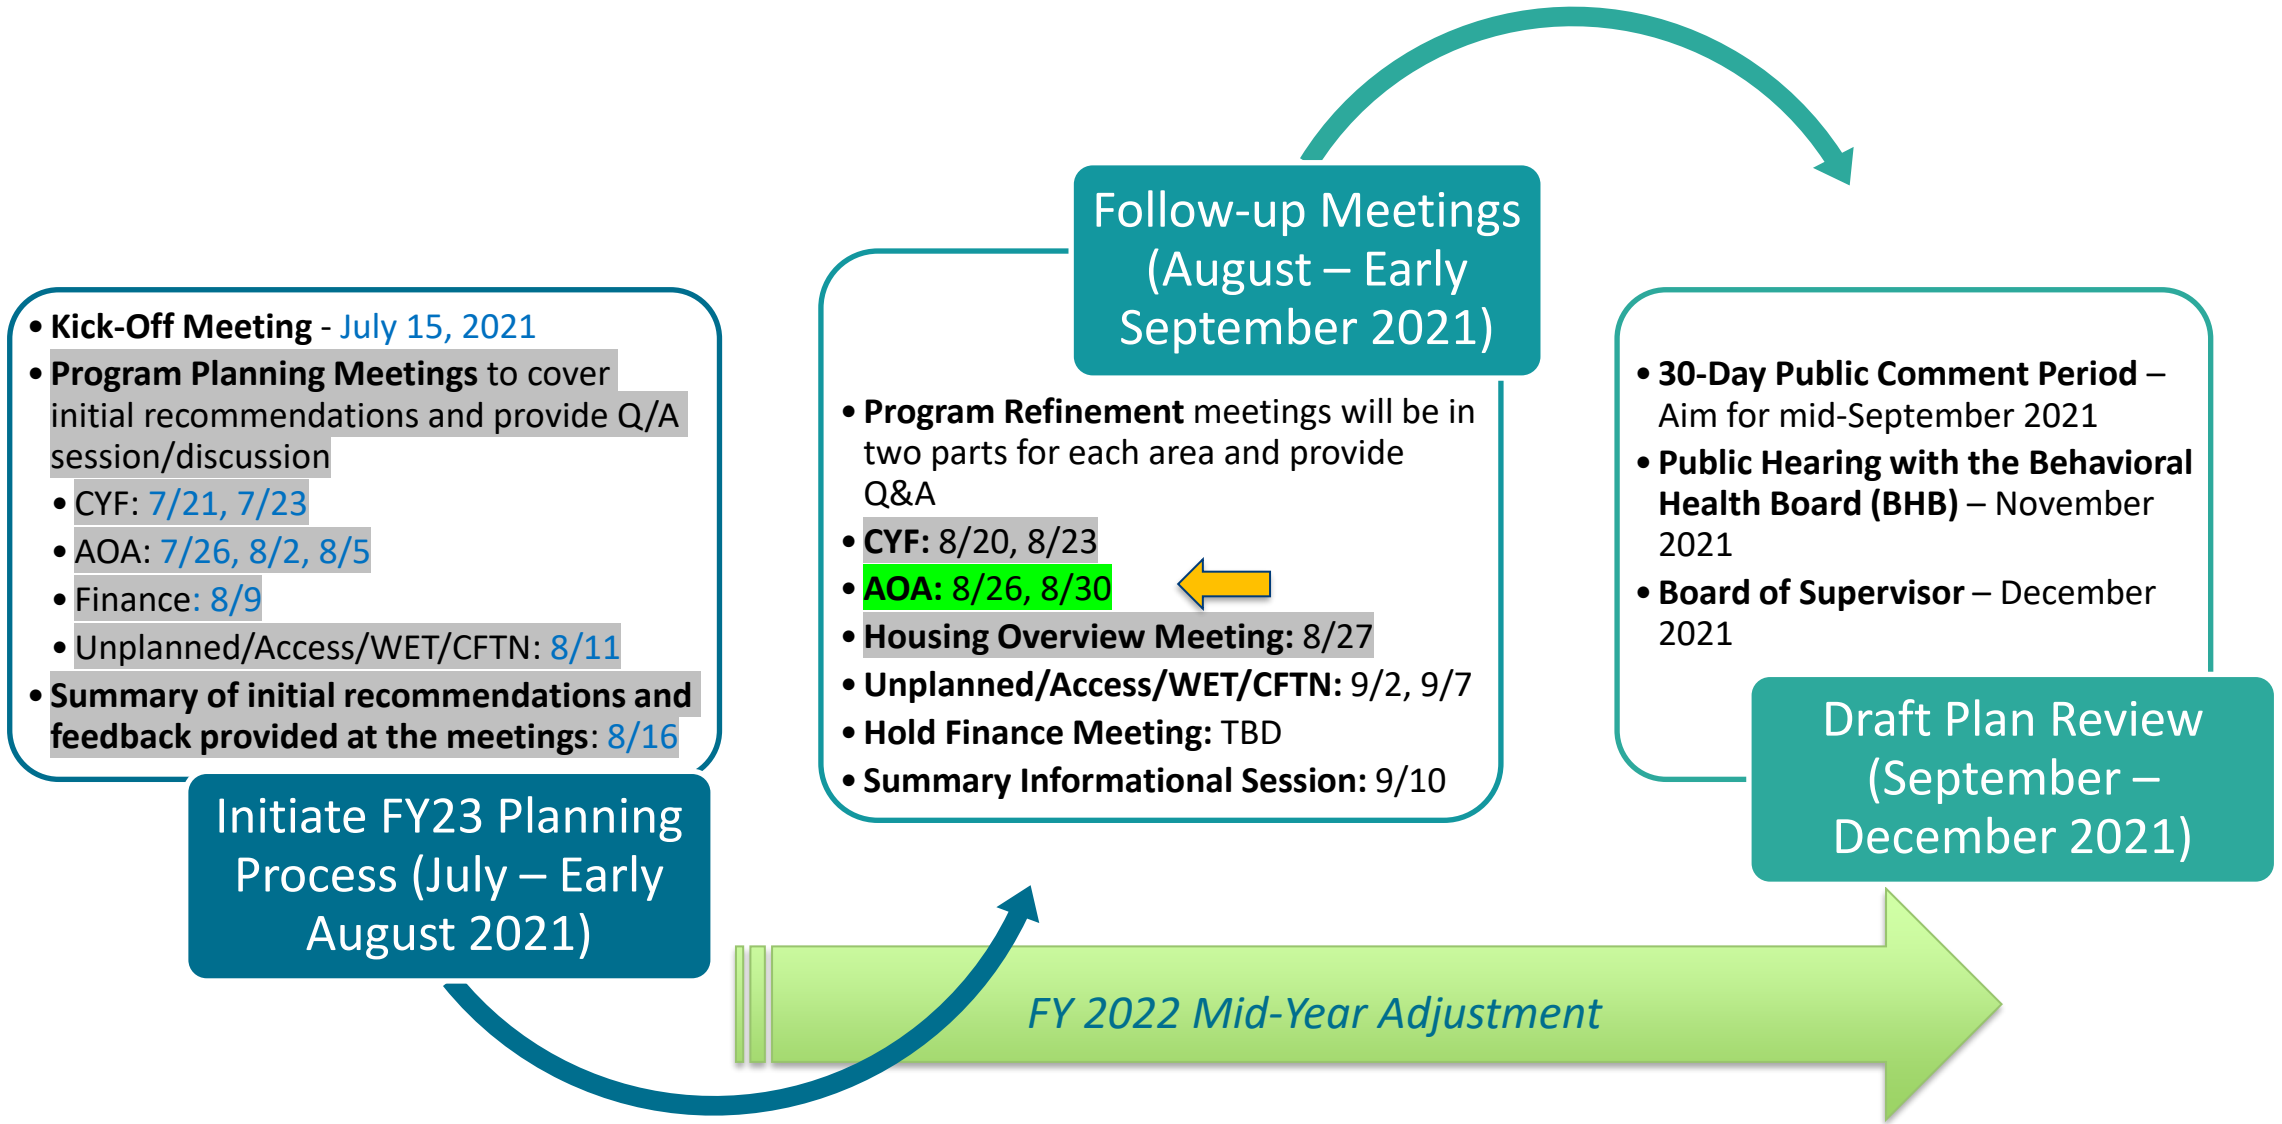 • Kick-Off Meeting - July 15, 2021
• Program Planning Meetings to cover
initial recommendations and provide Q/A
session/discussion
• CYF: 7/21, 7/23
• AOA: 7/26, 8/2, 8/5
• Finance: 8/9
• Unplanned/Access/WET/CFTN: 8/11
• Summary of initial recommendations and
feedback provided at the meetings: 8/16
Initiate FY23 Planning
Process (July – Early
August 2021)
Follow-up Meetings
(August – Early
September 2021)
• Program Refinement meetings will be in
two parts for each area and provide
Q&A
• CYF: 8/20, 8/23
• AOA: 8/26, 8/30
• Housing Overview Meeting: 8/27
• Unplanned/Access/WET/CFTN: 9/2, 9/7
• Hold Finance Meeting: TBD
• Summary Informational Session: 9/10
• 30-Day Public Comment Period –
Aim for mid-September 2021
• Public Hearing with the Behavioral
Health Board (BHB) – November
2021
• Board of Supervisor – December
2021
Draft Plan Review
(September –
December 2021)
FY 2022 Mid-Year Adjustment